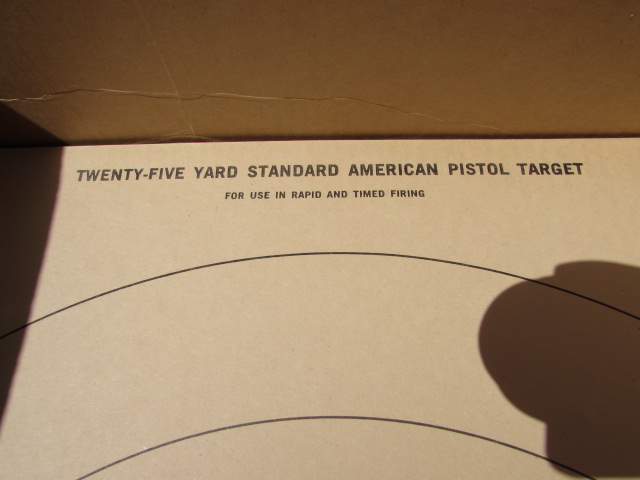 TWENTY-FIVE YARD STANDARD AMERICAN PISTOL TARGET
FOR USE IN RAPID AND TIMED FIRING